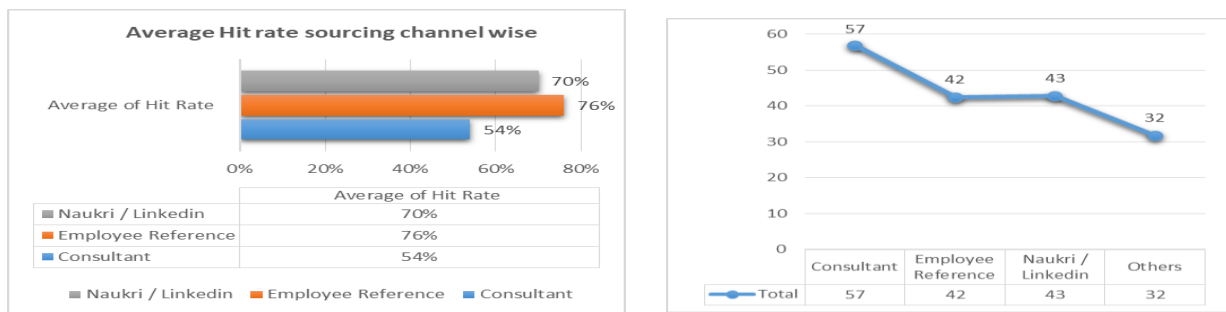 Average Hit rate sourcing channel wise
70%
Average of Hit Rate
76%
54%
0% 20% 40% 60% 80%
Average of Hit Rate
Naukri / Linkedin 70%
Employee Reference 76%
Consultant 54%
Naukri / Linkedin Employee Reference Consultant
60
57
50
42
43
40
32
30
20
10
0
Consultant Employee Reference Naukri / Linkedin Others
Total 57 42 43 32